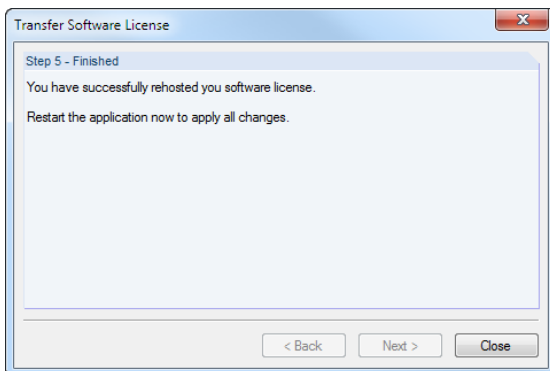 Transfer Software License
Step 5 - Finished
You have successfully rehosted you software license.
Restart the application now to apply all changes.
< Back Next > Close